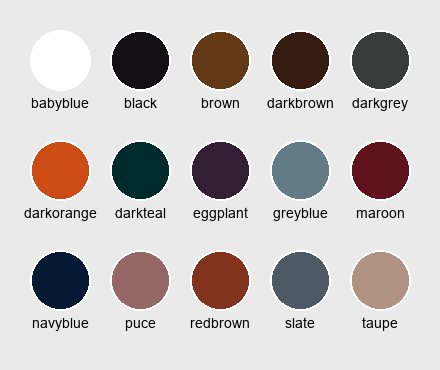 babyblue black brown darkbrown darkgrey
darkorange darkteal eggplant greyblue maroon
navyblue puce redbrown slate taupe